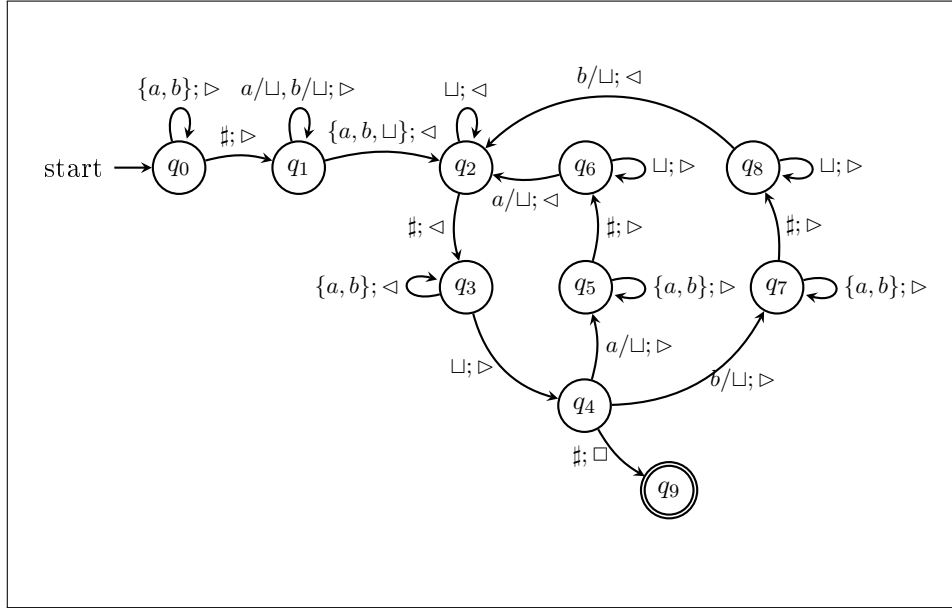 {a, b}; ▷
a/⊔, b/⊔; ▷
⊔; ◁
b/⊔; ◁
start
q₀
♯; ▷
q₁
{a, b, ⊔}; ◁
q₂
a/⊔; ◁
q₆
⊔; ▷
q₈
⊔; ▷
♯; ◁
♯; ▷
♯; ▷
{a, b}; ◁
q₃
q₅
{a, b}; ▷
q₇
{a, b}; ▷
⊔; ▷
a/⊔; ▷
b/⊔; ▷
q₄
♯; □
q₉